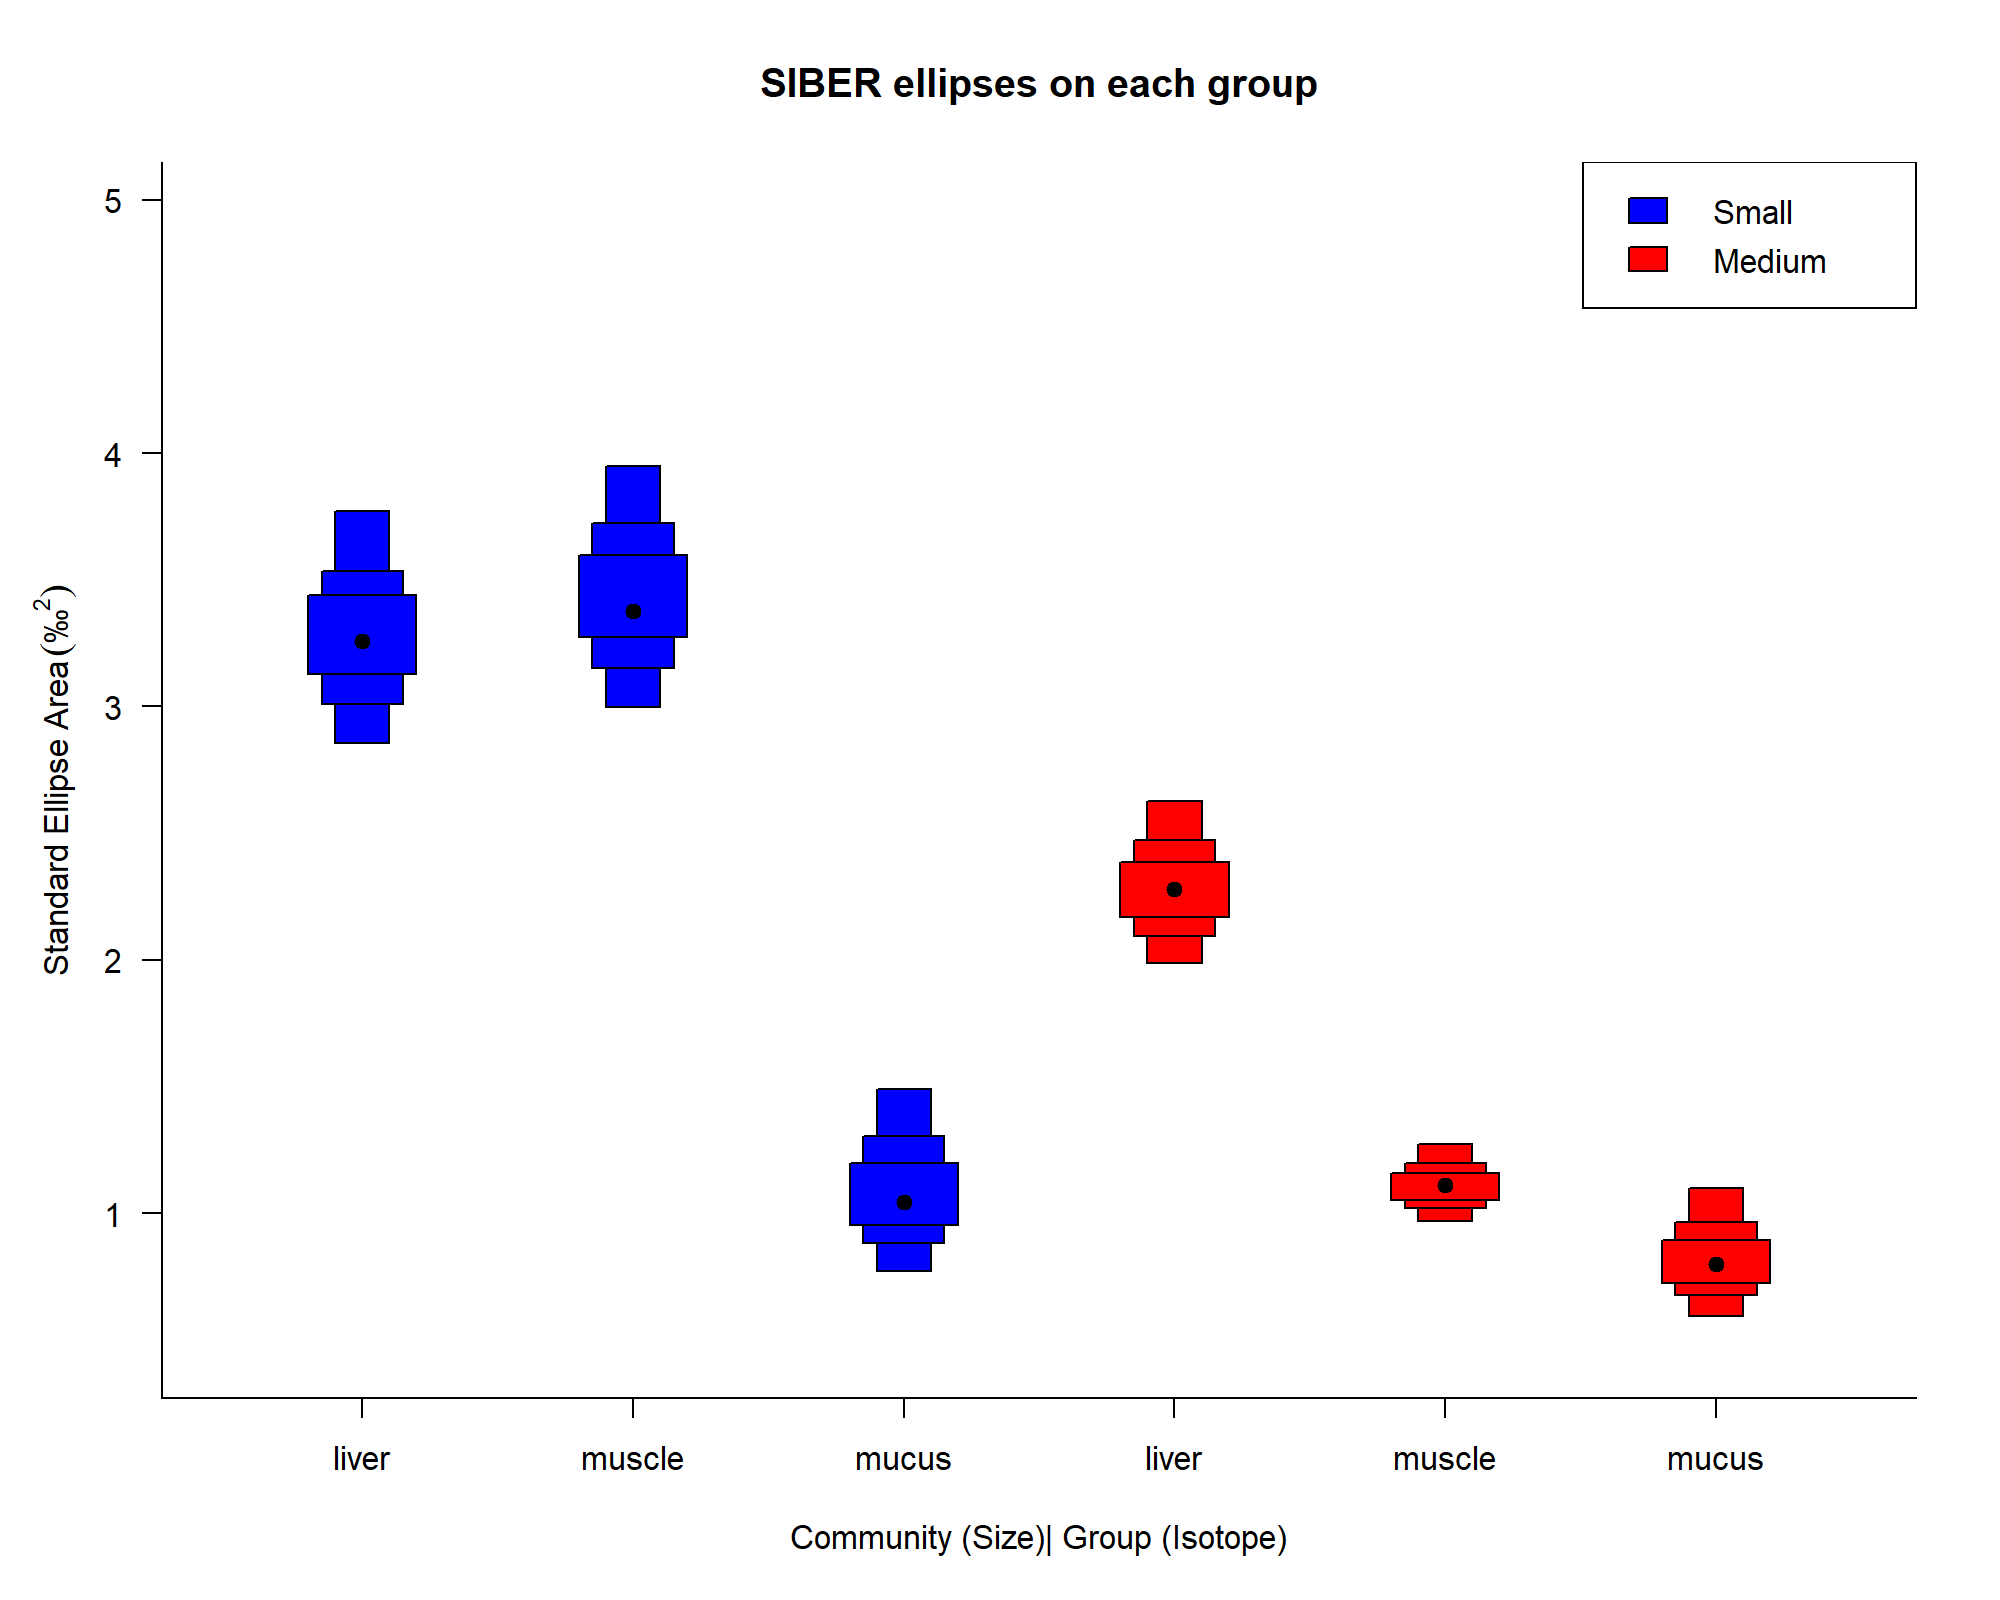 SIBER ellipses on each group
Small
Medium
Standard Ellipse Area(‰²)
5
4
3
2
1
liver muscle mucus liver muscle mucus
Community (Size)| Group (Isotope)